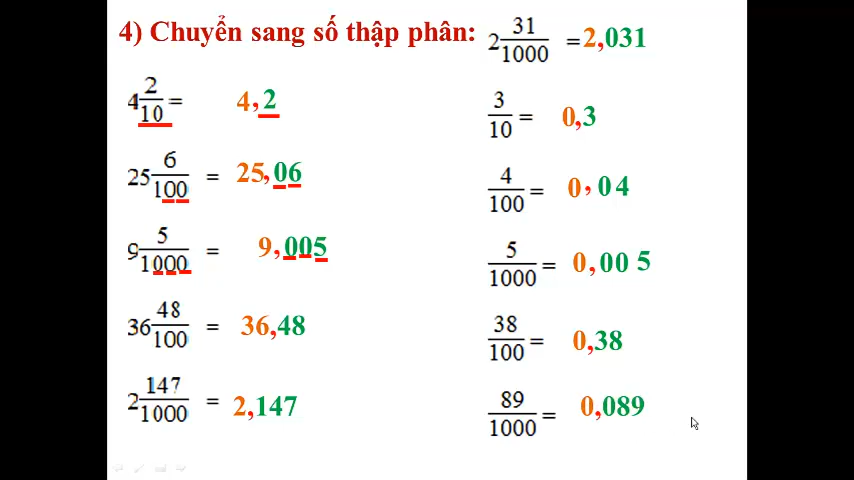 4) Chuyển sang số thập phân:
4 2/10 = 4,2
25 6/100 = 25,06
9 5/1000 = 9,005
36 48/100 = 36,48
2 147/1000 = 2,147
2 31/1000 = 2,031
3/10 = 0,3
4/100 = 0,04
5/1000 = 0,005
38/100 = 0,38
89/1000 = 0,089